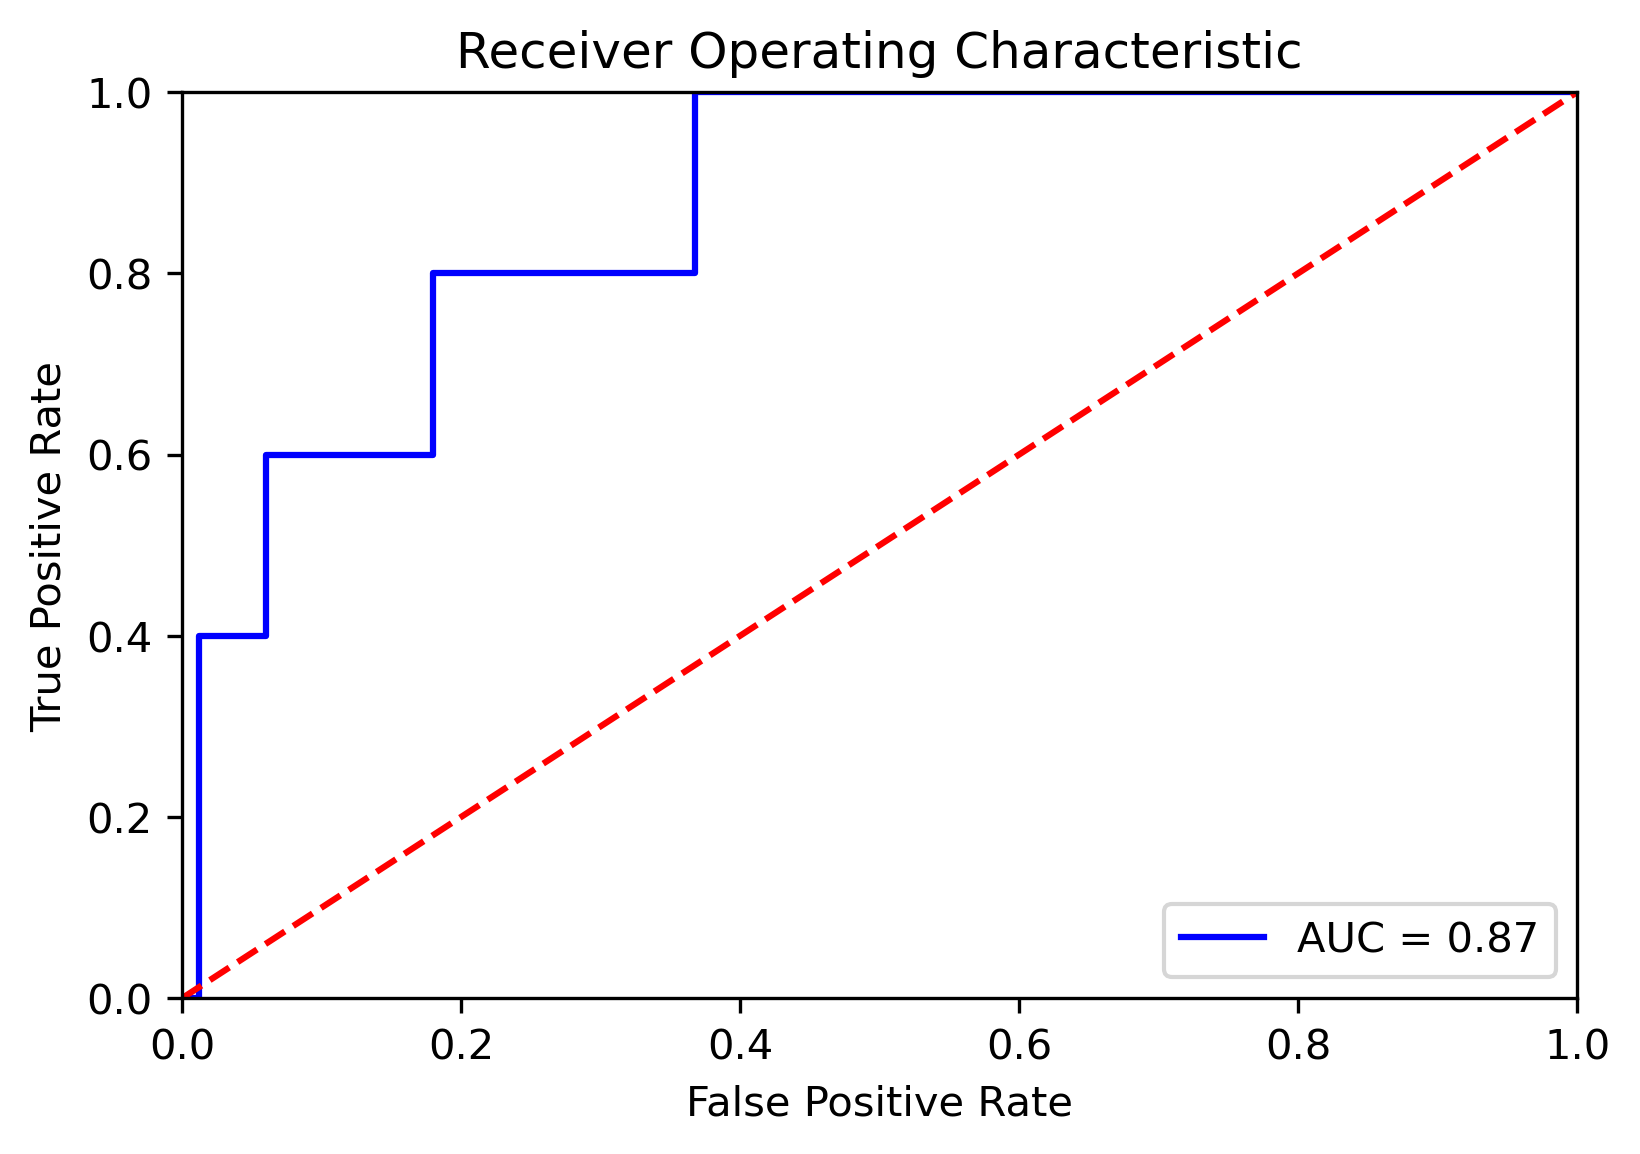 Receiver Operating Characteristic
1.0
0.8
0.6
0.4
0.2
0.0
True Positive Rate
AUC = 0.87
0.0 0.2 0.4 0.6 0.8 1.0
False Positive Rate